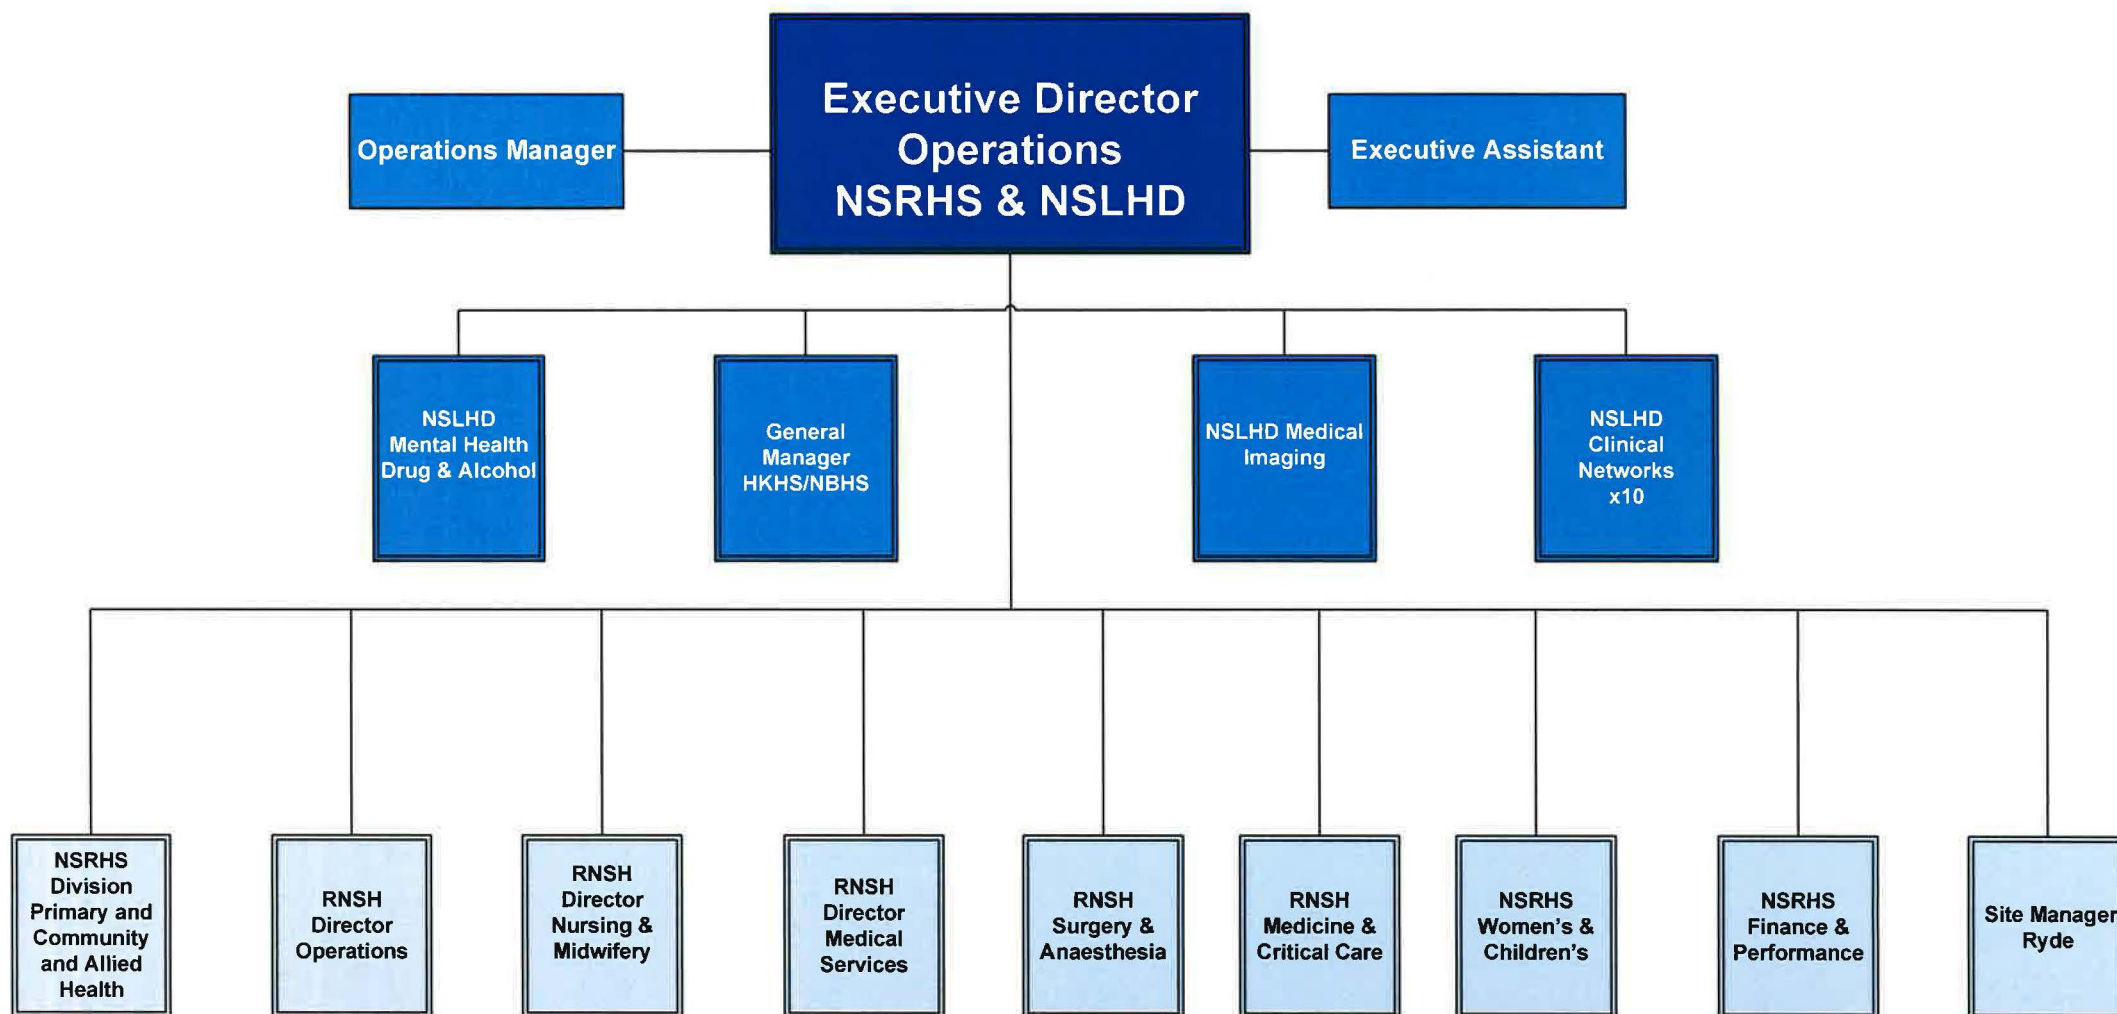 Executive Director
Operations
NSRHS & NSLHD
Operations Manager
Executive Assistant
NSLHD
Mental Health
Drug & Alcohol
General
Manager
HKHS/NBHS
NSLHD Medical
Imaging
NSLHD
Clinical
Networks
x10
NSRHS
Division
Primary and
Community
and Allied
Health
RNSH
Director
Operations
RNSH
Director
Nursing &
Midwifery
RNSH
Director
Medical
Services
RNSH
Surgery &
Anaesthesia
RNSH
Medicine &
Critical Care
NSRHS
Women's &
Children's
NSRHS
Finance &
Performance
Site Manager
Ryde